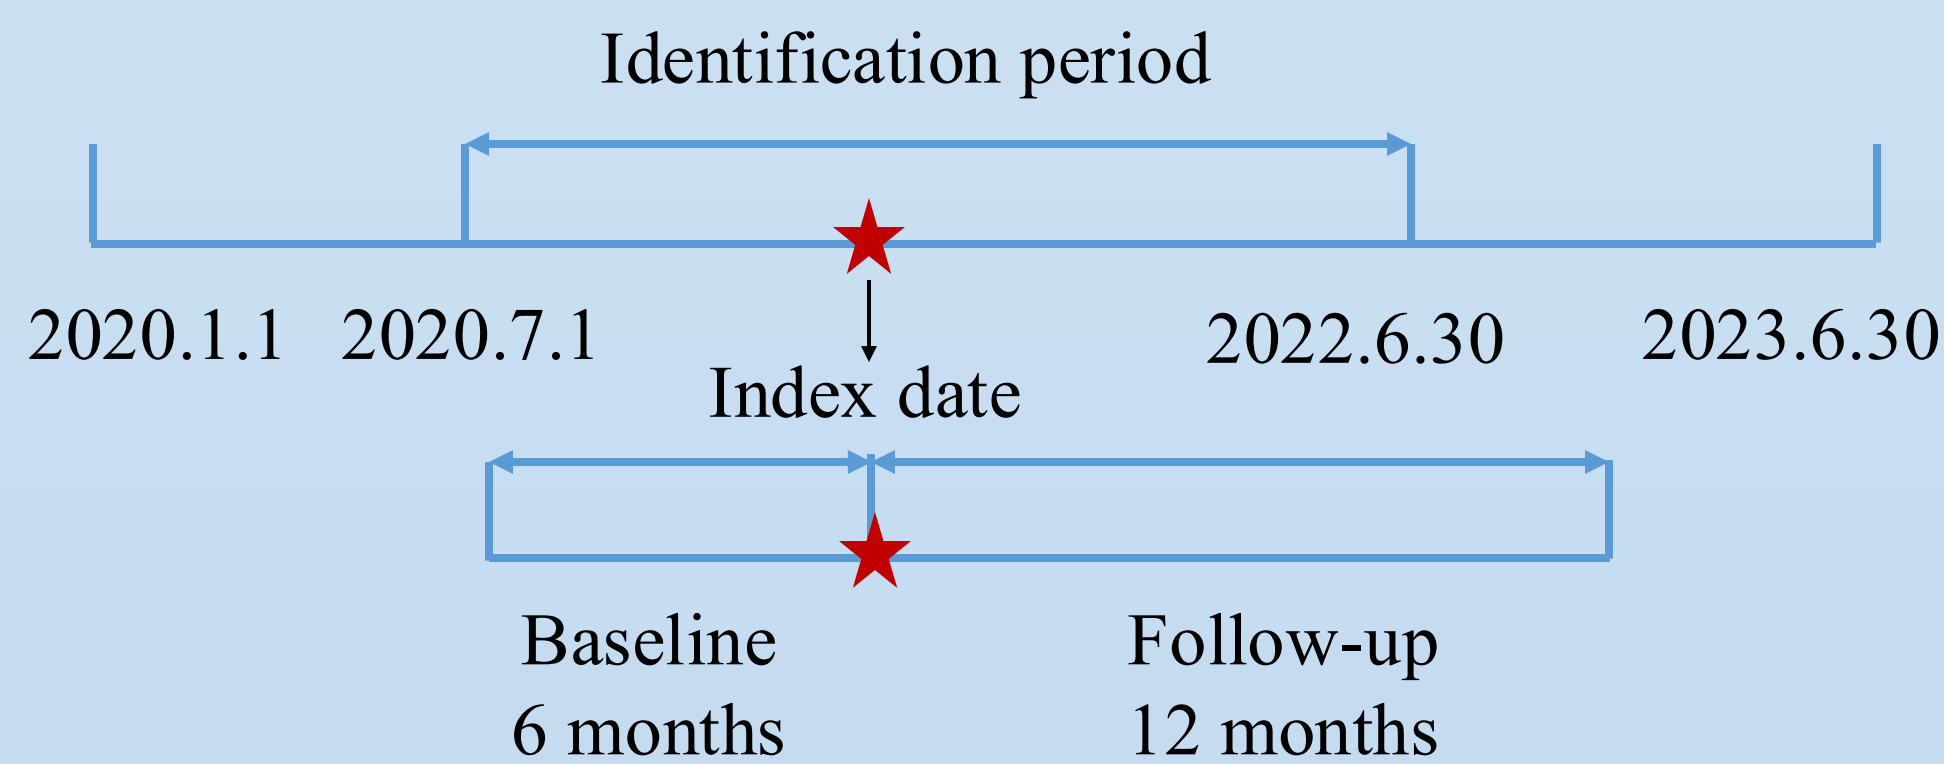 Identification period
2020.1.1
2020.7.1
2022.6.30
2023.6.30
Index date
Baseline
6 months
Follow-up
12 months